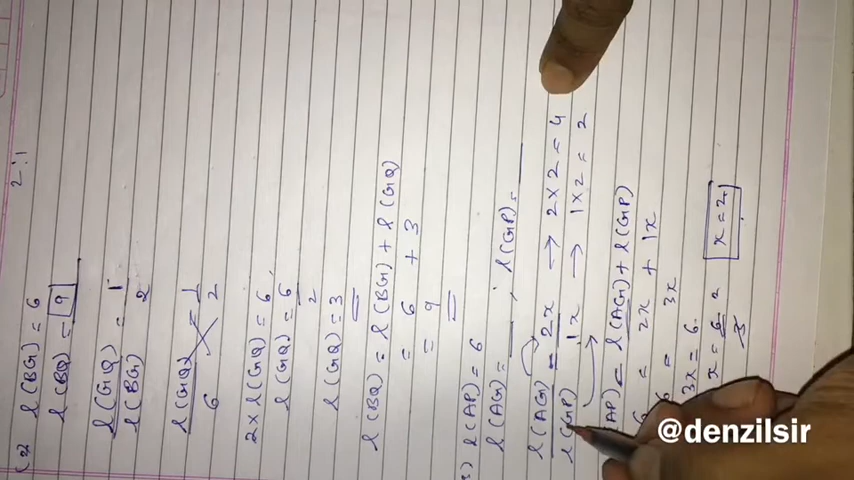 2:1
(2) l(BG) = 6
l(BQ) = 9
l(GQ) = 1
l(BG) 2
l(GQ) = 1
6 2
2 x l(GQ) = 6
l(GQ) = 6
2
l(GQ) = 3
l(BQ) = l(BG) + l(GQ)
= 6 + 3
= 9
3) l(AP) = 6
l(AG) = ___ , l(GP) = ___
l(AG) = 2x → 2 x 2 = 4
l(GP) 1x → 1 x 2 = 2
(AP) = l(AG) + l(GP)
6 = 2x + 1x
6 = 3x
3x = 6
x = 6 2
3
x = 2
@denzilsir